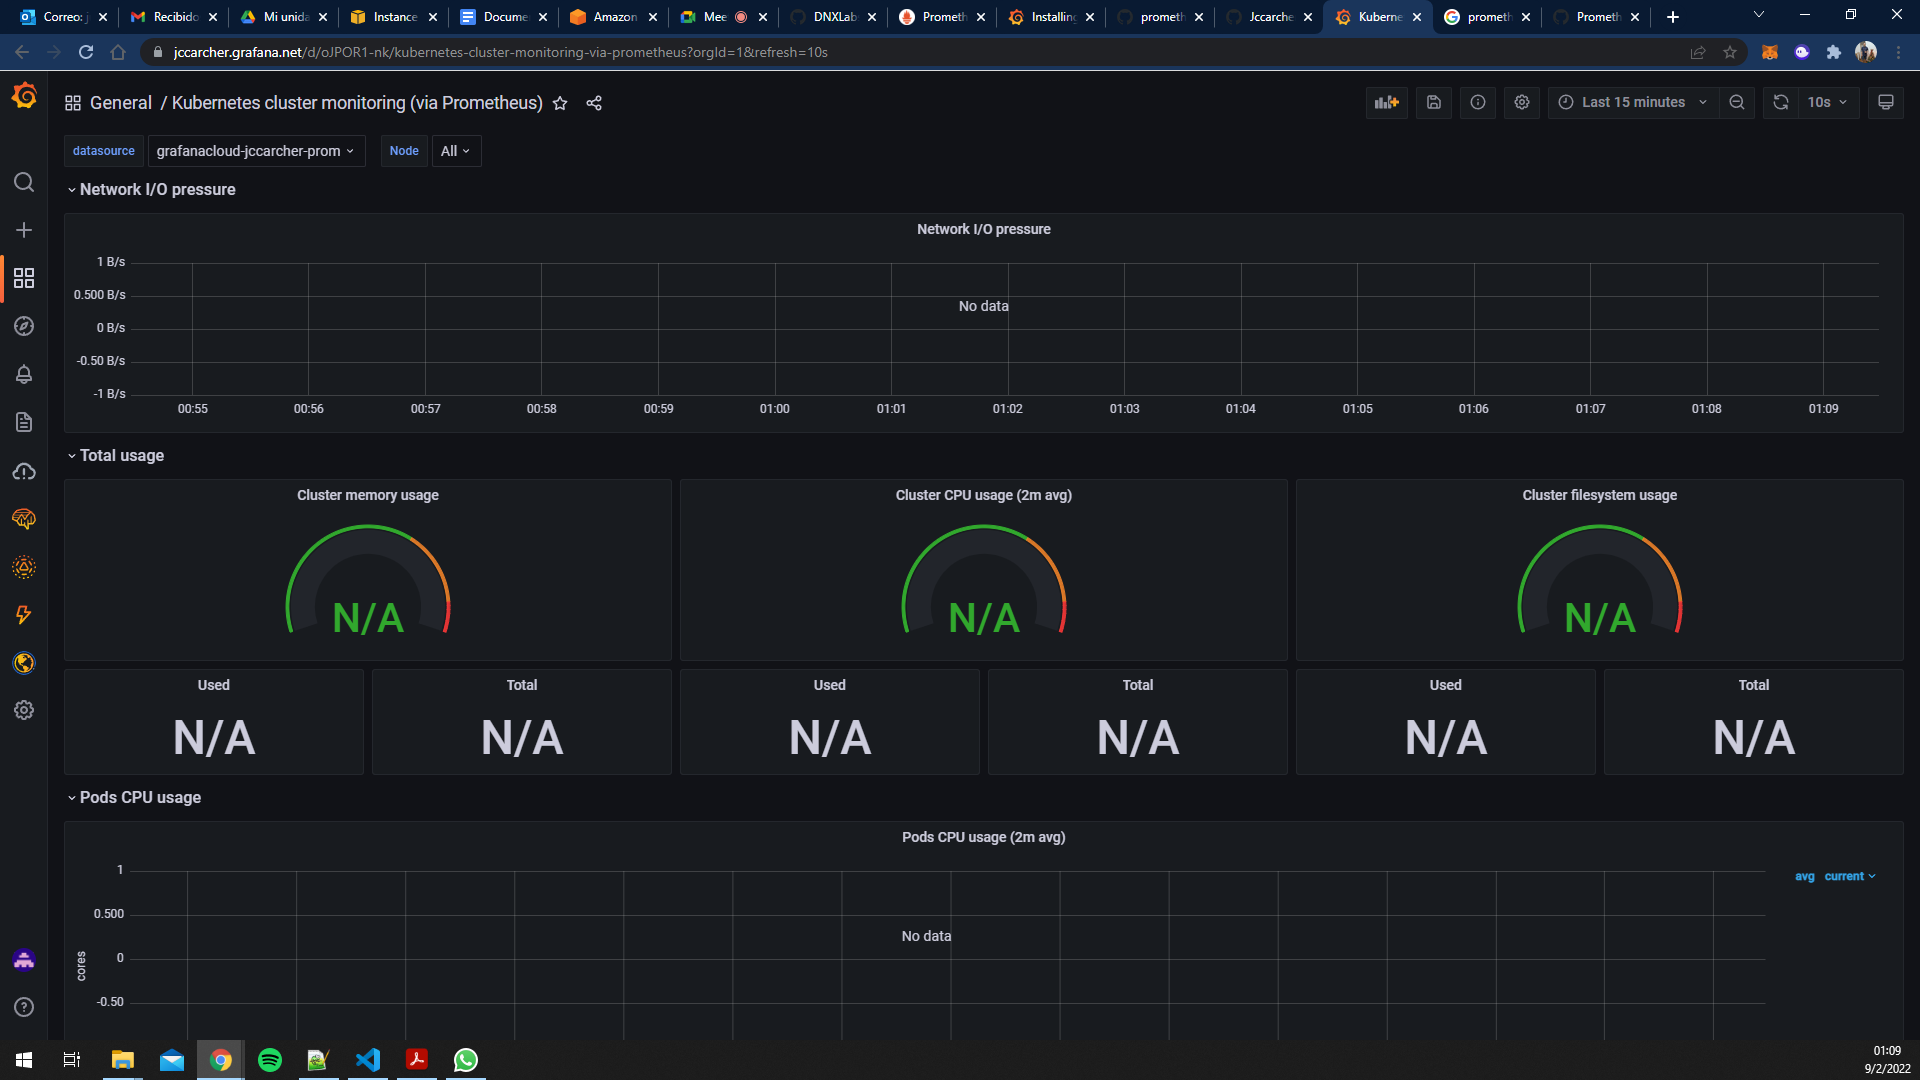 Correo: j
Recibido
Mi unida
Instance
Docume
Amazon
Mee
DNXLab
Prometh
Installing
prometh
Jccarche
Kuberne
prometh
Prometh
jccarcher.grafana.net/d/oJPOR1-nk/kubernetes-cluster-monitoring-via-prometheus?orgId=1&refresh=10s
General / Kubernetes cluster monitoring (via Prometheus)
Last 15 minutes
10s
datasource
grafanacloud-jccarcher-prom
Node
All
Network I/O pressure
Network I/O pressure
1 B/s
0.500 B/s
0 B/s
-0.50 B/s
-1 B/s
No data
00:55 00:56 00:57 00:58 00:59 01:00 01:01 01:02 01:03 01:04 01:05 01:06 01:07 01:08 01:09
Total usage
Cluster memory usage
N/A
Cluster CPU usage (2m avg)
N/A
Cluster filesystem usage
N/A
Used
N/A
Total
N/A
Used
N/A
Total
N/A
Used
N/A
Total
N/A
Pods CPU usage
Pods CPU usage (2m avg)
1
0.500
0
-0.50
cores
No data
avg current
01:09
9/2/2022